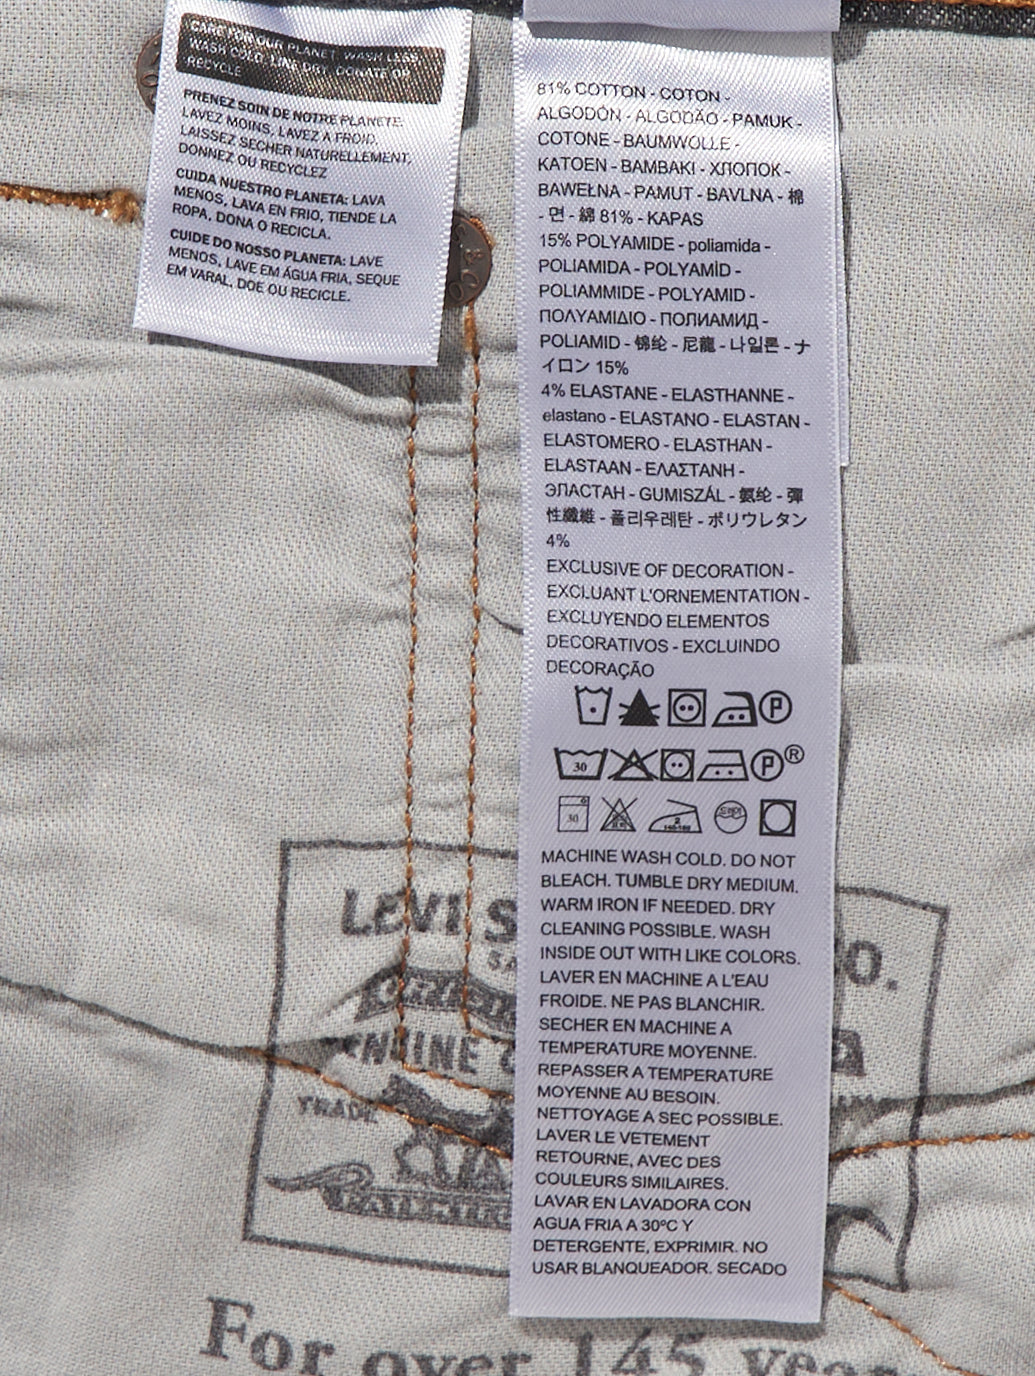 CARE FOR OUR PLANET: WASH LESS,
WASH COLD, LINE DRY, DONATE OR
RECYCLE
PRENEZ SOIN DE NOTRE PLANETE:
LAVEZ MOINS, LAVEZ A FROID,
LAISSEZ SECHER NATURELLEMENT,
DONNEZ OU RECYCLEZ
CUIDA NUESTRO PLANETA: LAVA
MENOS, LAVA EN FRIO, TIENDE LA
ROPA, DONA O RECICLA.
CUIDE DO NOSSO PLANETA: LAVE
MENOS, LAVE EM ÁGUA FRIA, SEQUE
EM VARAL, DOE OU RECICLE.
81% COTTON - COTON -
ALGODÓN - ALGODÃO - PAMUK -
COTONE - BAUMWOLLE -
KATOEN - BAMBAKI - ХЛОПОК -
BAWEŁNA - PAMUT - BAVLNA - 棉
- 면 - 綿 81% - KAPAS
15% POLYAMIDE - poliamida -
POLIAMIDA - POLYAMİD -
POLIAMMIDE - POLYAMID -
ΠΟΛΥΑΜΙΔΙΟ - ПОЛИАМИД -
POLIAMID - 锦纶 - 尼龍 - 나일론 - ナ
イロン 15%
4% ELASTANE - ELASTHANNE -
elastano - ELASTANO - ELASTAN -
ELASTOMERO - ELASTHAN -
ELASTAAN - ΕΛΑΣΤΑΝΗ -
ЭЛАСТАН - GUMISZÁL - 氨纶 - 彈
性纖維 - 폴리우레탄 - ポリウレタン
4%
EXCLUSIVE OF DECORATION -
EXCLUANT L'ORNEMENTATION -
EXCLUYENDO ELEMENTOS
DECORATIVOS - EXCLUINDO
DECORAÇÃO
P
30 P ®
30 2
MACHINE WASH COLD. DO NOT
BLEACH. TUMBLE DRY MEDIUM.
WARM IRON IF NEEDED. DRY
CLEANING POSSIBLE. WASH
INSIDE OUT WITH LIKE COLORS.
LAVER EN MACHINE A L'EAU
FROIDE. NE PAS BLANCHIR.
SECHER EN MACHINE A
TEMPERATURE MOYENNE.
REPASSER A TEMPERATURE
MOYENNE AU BESOIN.
NETTOYAGE A SEC POSSIBLE.
LAVER LE VETEMENT
RETOURNE, AVEC DES
COULEURS SIMILAIRES.
LAVAR EN LAVADORA CON
AGUA FRIA A 30ºC Y
DETERGENTE, EXPRIMIR. NO
USAR BLANQUEADOR. SECADO
LEVI S
O.
TRADE
For over 145 year